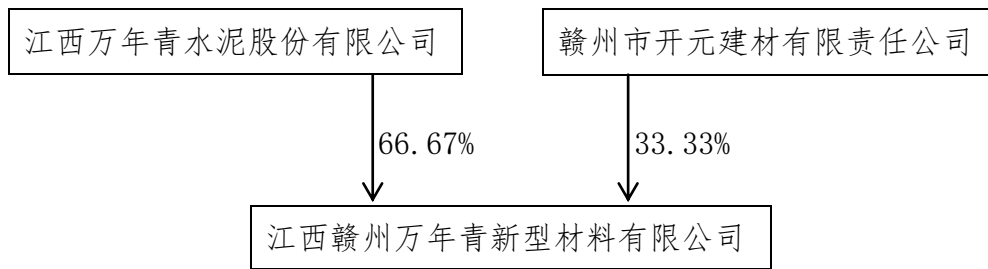 江西万年青水泥股份有限公司
赣州市开元建材有限责任公司
66.67%
33.33%
江西赣州万年青新型材料有限公司